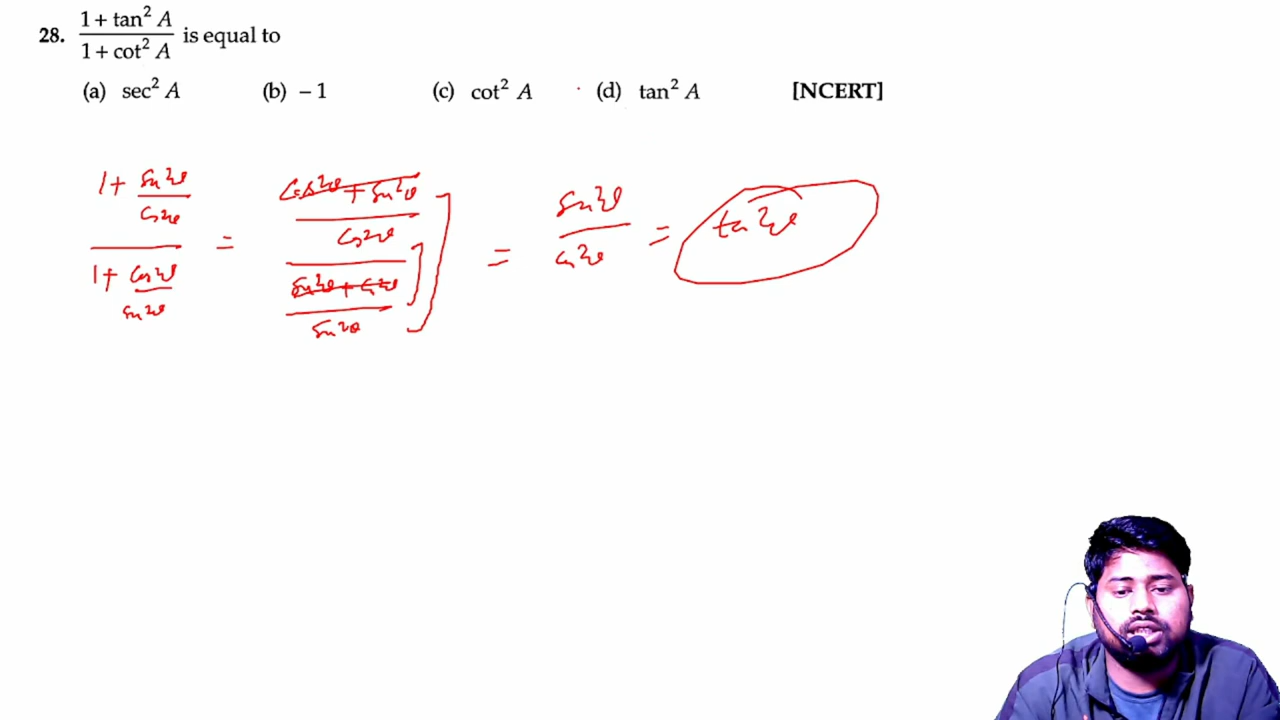 28. (1 + tan² A)/(1 + cot² A) is equal to
(a) sec² A (b) – 1 (c) cot² A (d) tan² A [NCERT]
(1 + sin²θ/cos²θ)/(1 + cos²θ/sin²θ) = ((cos²θ + sin²θ)/cos²θ)/((sin²θ + cos²θ)/sin²θ) = sin²θ/cos²θ = tan²θ